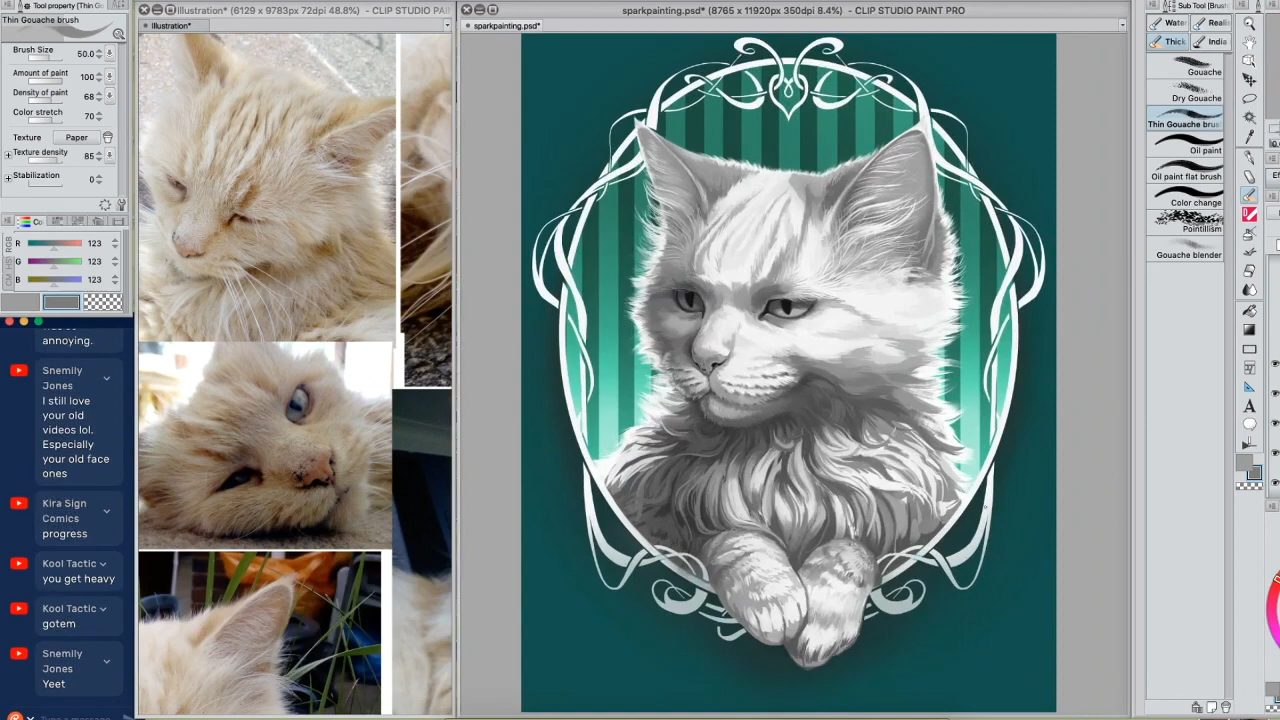 Tool property [Thin G
Thin Gouache brush
Brush Size 50.0
Amount of paint 100
Density of paint 68
Color stretch 70
Texture Paper
Texture density 85
Stabilization 0
Co
R 123
G 123
B 123
annoying.
Snemily
Jones
I still love
your old
videos lol.
Especially
your old face
ones
Kira Sign
Comics
progress
Kool Tactic
you get heavy
Kool Tactic
gotem
Snemily
Jones
Yeet
Illustration* (6129 x 9783px 72dpi 48.8%) - CLIP STUDIO PAI
Illustration*
sparkpainting.psd* (8765 x 11920px 350dpi 8.4%) - CLIP STUDIO PAINT PRO
sparkpainting.psd*
Sub Tool [Brush
Water
Reali
Thick
India
Gouache
Dry Gouache
Thin Gouache brus
Oil paint
Oil paint flat brush
Color change
Pointillism
Gouache blender